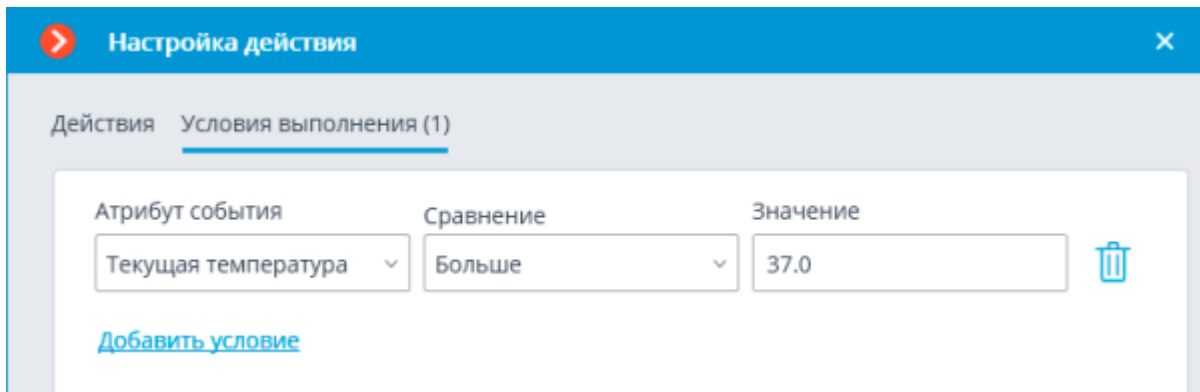 Настройка действия
Действия Условия выполнения (1)
Атрибут события Сравнение Значение
Текущая температура Больше 37.0
Добавить условие